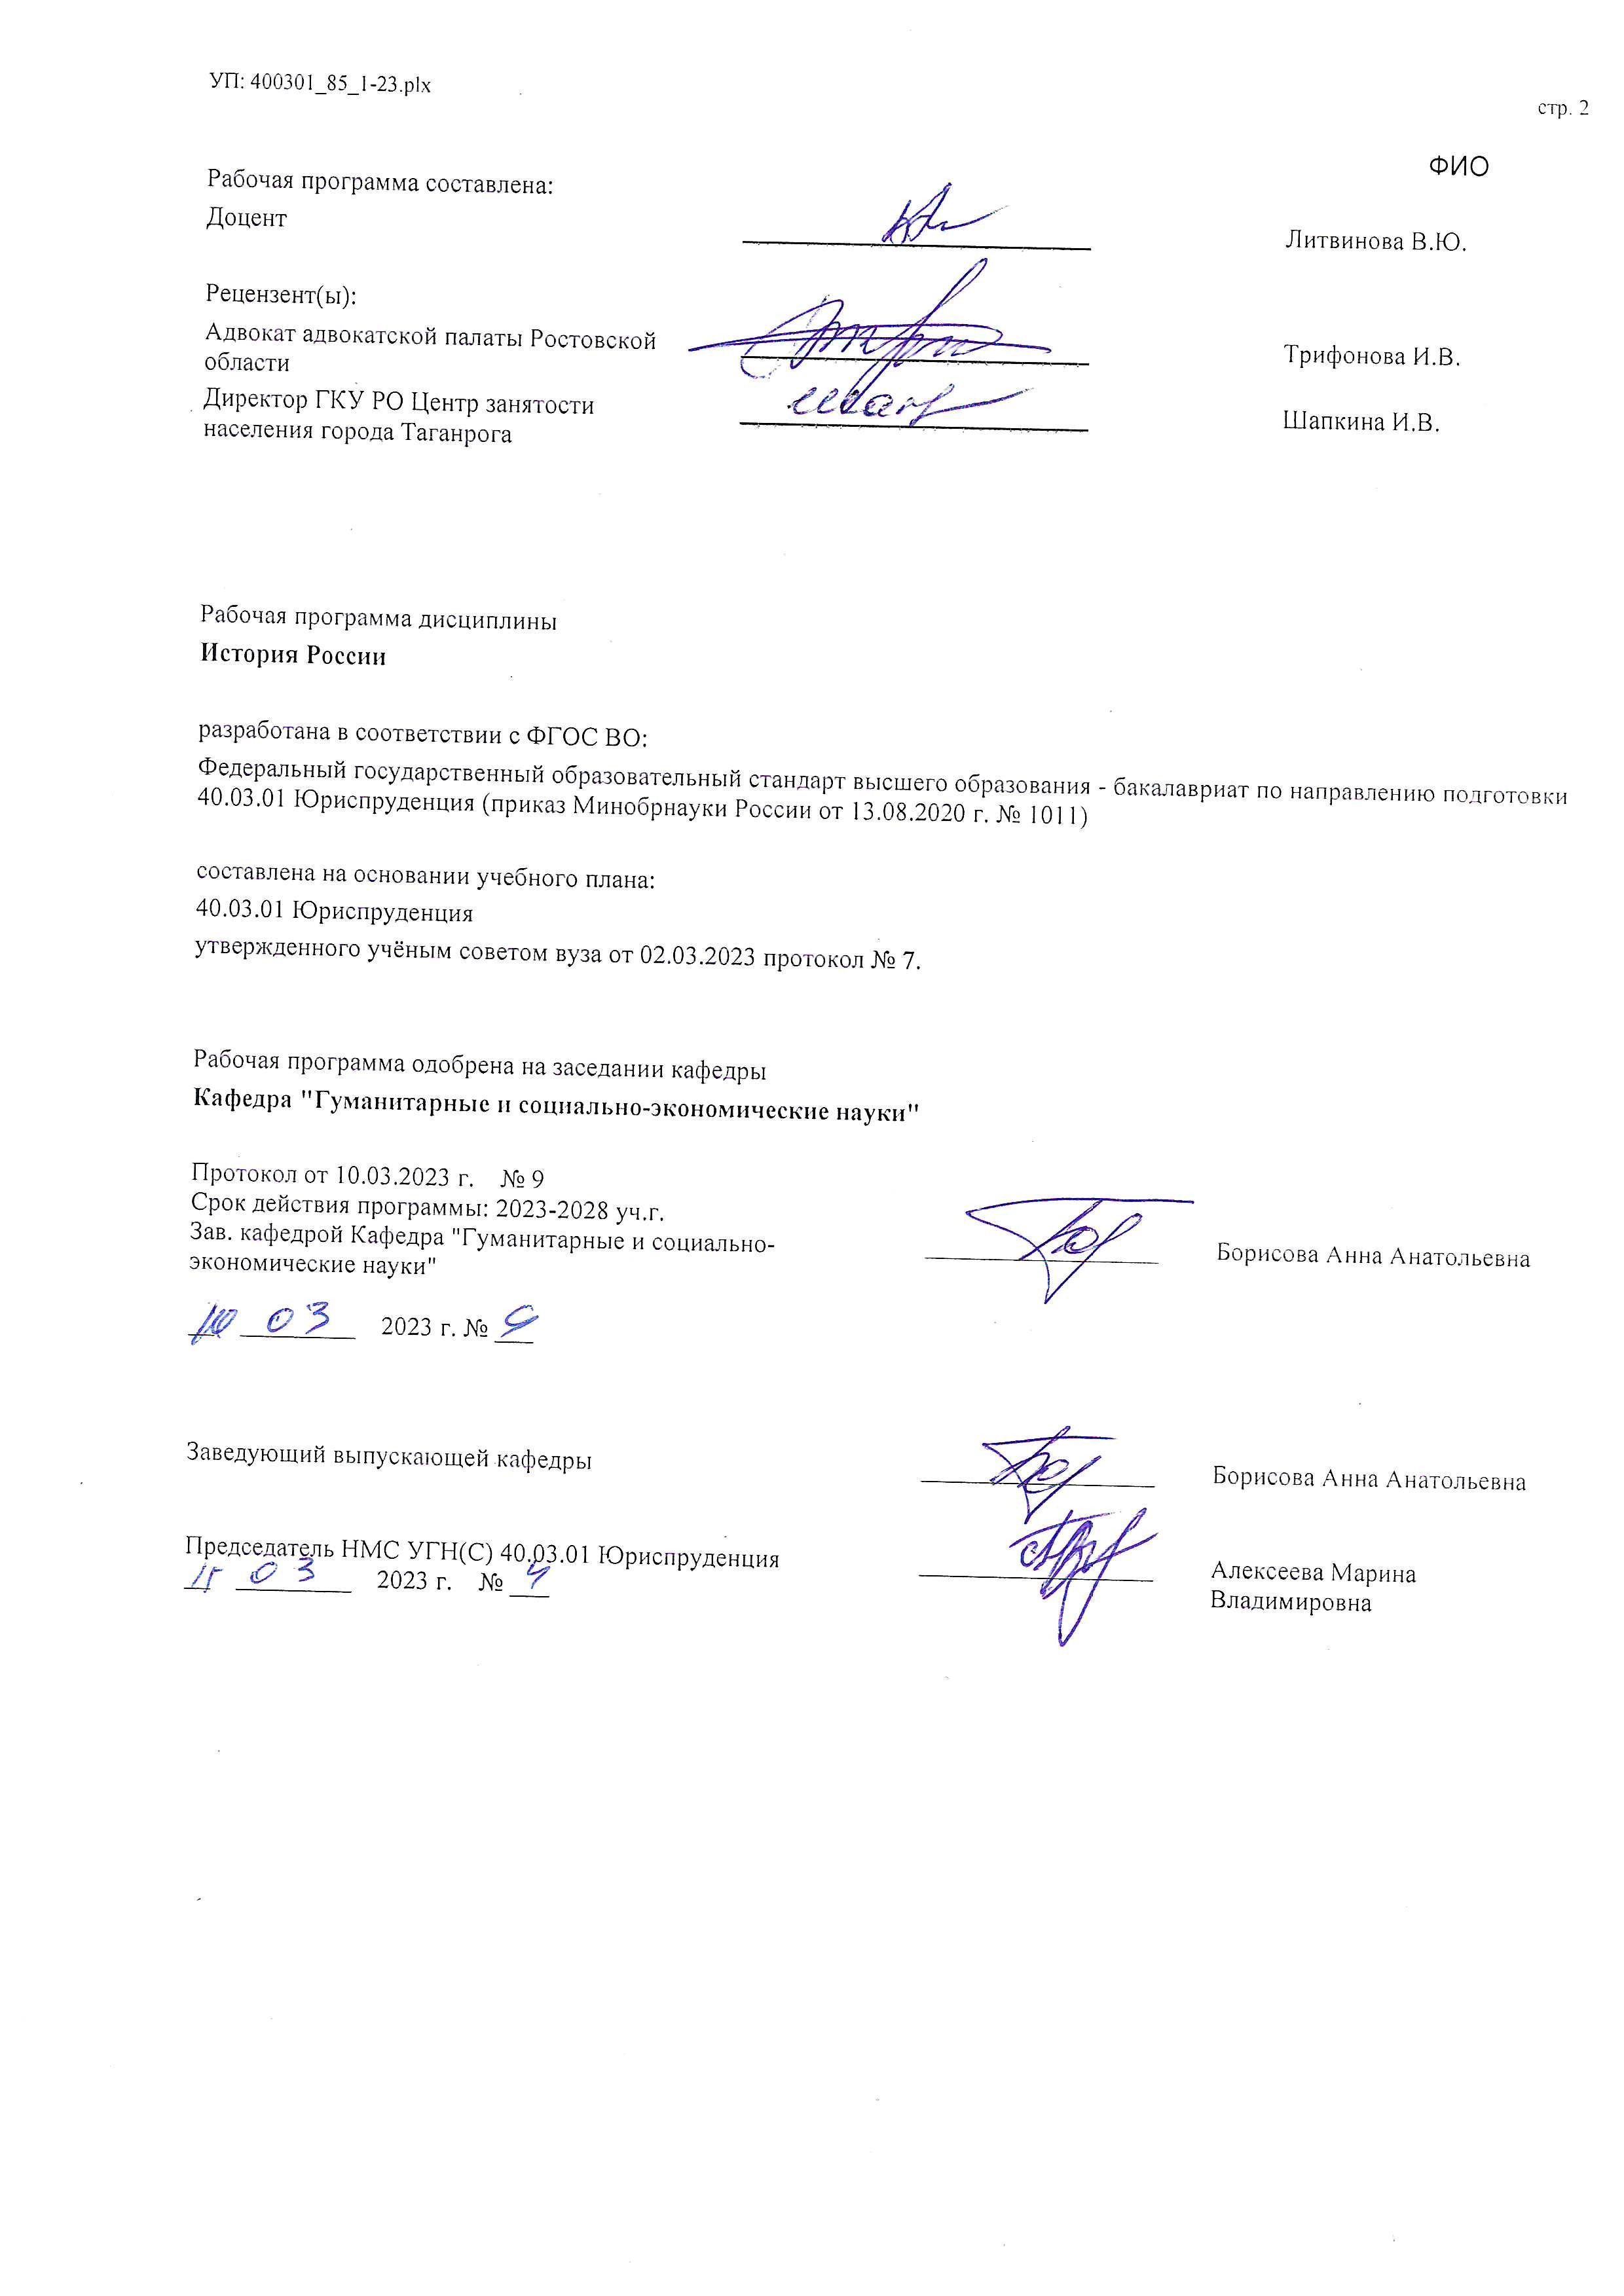 УП: 400301_85_1-23.plx
стр. 2
ФИО
Рабочая программа составлена:
Доцент
Литвинова В.Ю.
Рецензент(ы):
Адвокат адвокатской палаты Ростовской
области
Трифонова И.В.
Директор ГКУ РО Центр занятости
населения города Таганрога
Шапкина И.В.
Рабочая программа дисциплины
История России
разработана в соответствии с ФГОС ВО:
Федеральный государственный образовательный стандарт высшего образования - бакалавриат по направлению подготовки
40.03.01 Юриспруденция (приказ Минобрнауки России от 13.08.2020 г. № 1011)
составлена на основании учебного плана:
40.03.01 Юриспруденция
утвержденного учёным советом вуза от 02.03.2023 протокол № 7.
Рабочая программа одобрена на заседании кафедры
Кафедра "Гуманитарные и социально-экономические науки"
Протокол от 10.03.2023 г. № 9
Срок действия программы: 2023-2028 уч.г.
Зав. кафедрой Кафедра "Гуманитарные и социально-
экономические науки"
Борисова Анна Анатольевна
10 03 2023 г. № 9
Заведующий выпускающей кафедры
Борисова Анна Анатольевна
Председатель НМС УГН(С) 40.03.01 Юриспруденция
03 2023 г. №
Алексеева Марина
Владимировна